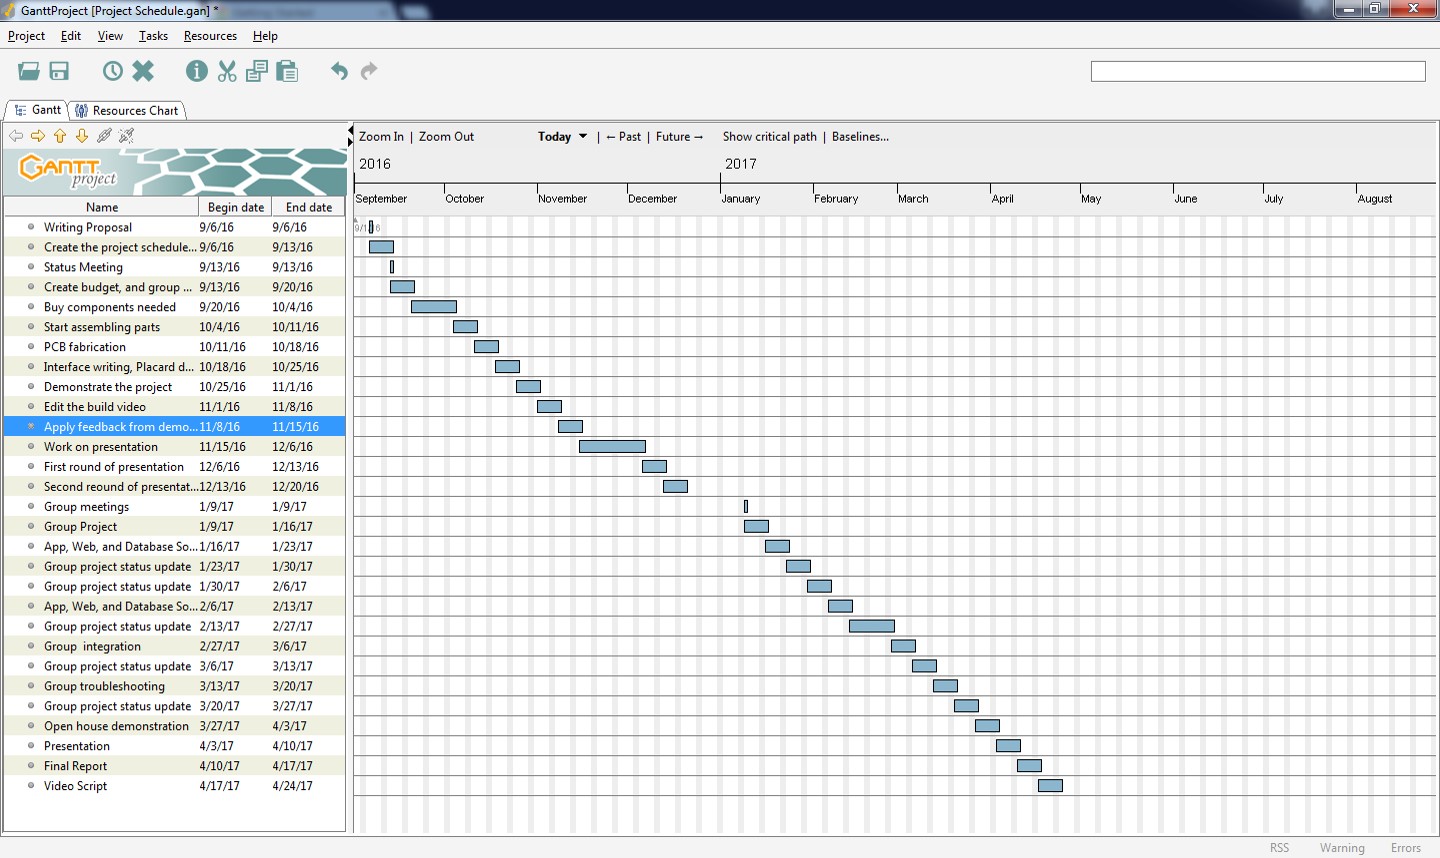 GanttProject [Project Schedule.gan] *
Project Edit View Tasks Resources Help
Gantt Resources Chart
Zoom In | Zoom Out Today | ← Past | Future → Show critical path | Baselines...
GANTT project
2016 2017
September October November December January February March April May June July August
Name Begin date End date
Writing Proposal 9/6/16 9/6/16
Create the project schedule... 9/6/16 9/13/16
Status Meeting 9/13/16 9/13/16
Create budget, and group ... 9/13/16 9/20/16
Buy components needed 9/20/16 10/4/16
Start assembling parts 10/4/16 10/11/16
PCB fabrication 10/11/16 10/18/16
Interface writing, Placard d... 10/18/16 10/25/16
Demonstrate the project 10/25/16 11/1/16
Edit the build video 11/1/16 11/8/16
Apply feedback from demo... 11/8/16 11/15/16
Work on presentation 11/15/16 12/6/16
First round of presentation 12/6/16 12/13/16
Second reound of presentat... 12/13/16 12/20/16
Group meetings 1/9/17 1/9/17
Group Project 1/9/17 1/16/17
App, Web, and Database So... 1/16/17 1/23/17
Group project status update 1/23/17 1/30/17
Group project status update 1/30/17 2/6/17
App, Web, and Database So... 2/6/17 2/13/17
Group project status update 2/13/17 2/27/17
Group  integration 2/27/17 3/6/17
Group project status update 3/6/17 3/13/17
Group troubleshooting 3/13/17 3/20/17
Group project status update 3/20/17 3/27/17
Open house demonstration 3/27/17 4/3/17
Presentation 4/3/17 4/10/17
Final Report 4/10/17 4/17/17
Video Script 4/17/17 4/24/17
RSS Warning Errors